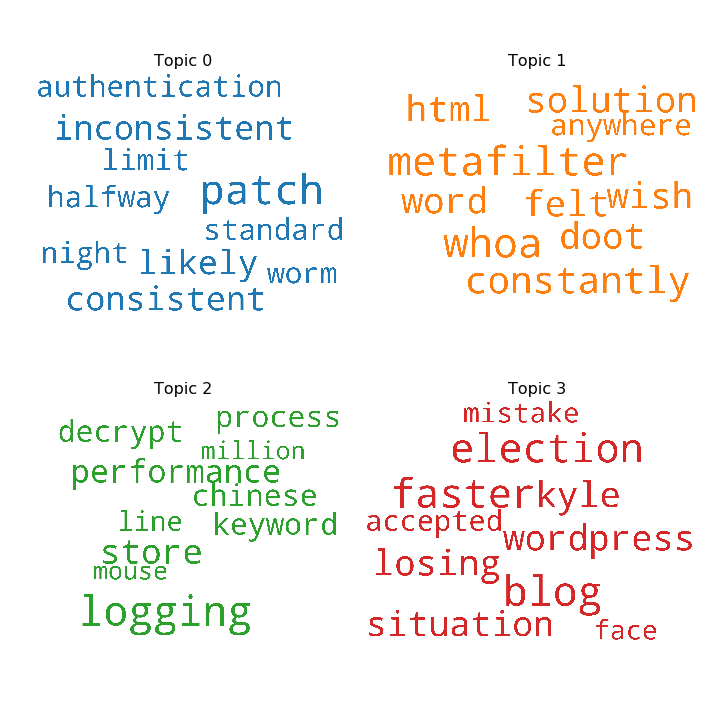 Topic 0
authentication
inconsistent
limit
halfway patch
standard
night likely worm
consistent
Topic 1
html solution
anywhere
metafilter
word felt wish
whoa doot
constantly
Topic 2
process
decrypt
million
performance
chinese
line keyword
store
mouse
logging
Topic 3
mistake
election
faster kyle
accepted
wordpress
losing
blog
situation face